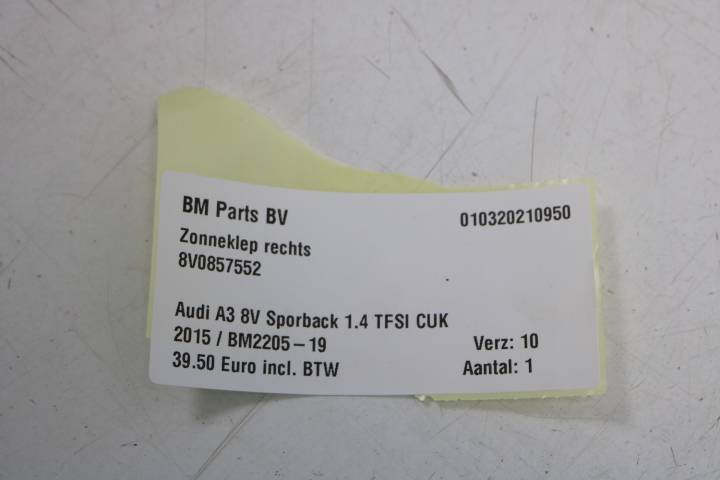 BM Parts BV 010320210950
Zonneklep rechts
8V0857552
Audi A3 8V Sporback 1.4 TFSI CUK
2015 / BM2205-19 Verz: 10
39.50 Euro incl. BTW Aantal: 1